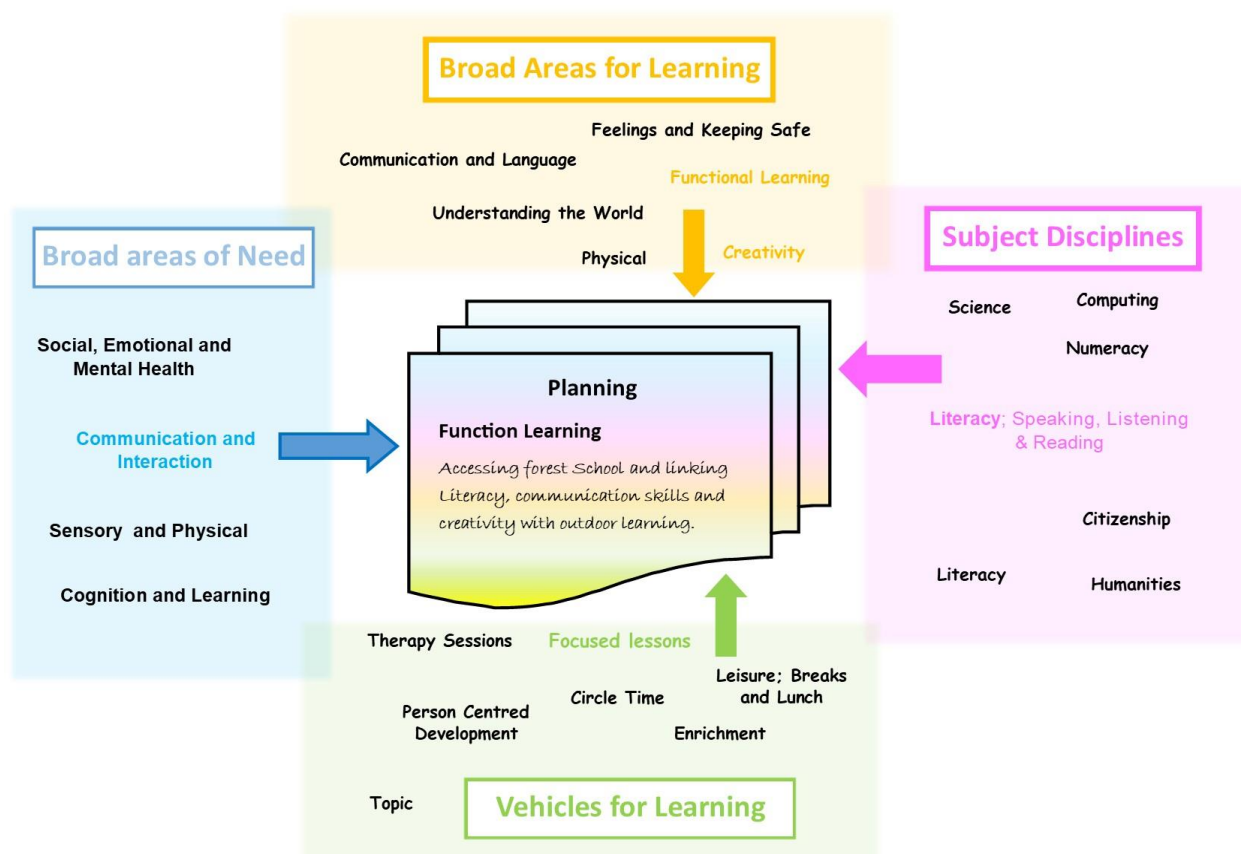 Broad Areas for Learning
Feelings and Keeping Safe
Communication and Language
Functional Learning
Understanding the World
Physical
Creativity
Broad areas of Need
Social, Emotional and
Mental Health
Communication and
Interaction
Sensory and Physical
Cognition and Learning
Planning
Function Learning
Accessing forest School and linking
Literacy, communication skills and
creativity with outdoor learning.
Subject Disciplines
Science
Computing
Numeracy
Literacy; Speaking, Listening
& Reading
Citizenship
Literacy
Humanities
Therapy Sessions
Focused lessons
Leisure; Breaks
and Lunch
Circle Time
Person Centred
Development
Enrichment
Topic
Vehicles for Learning